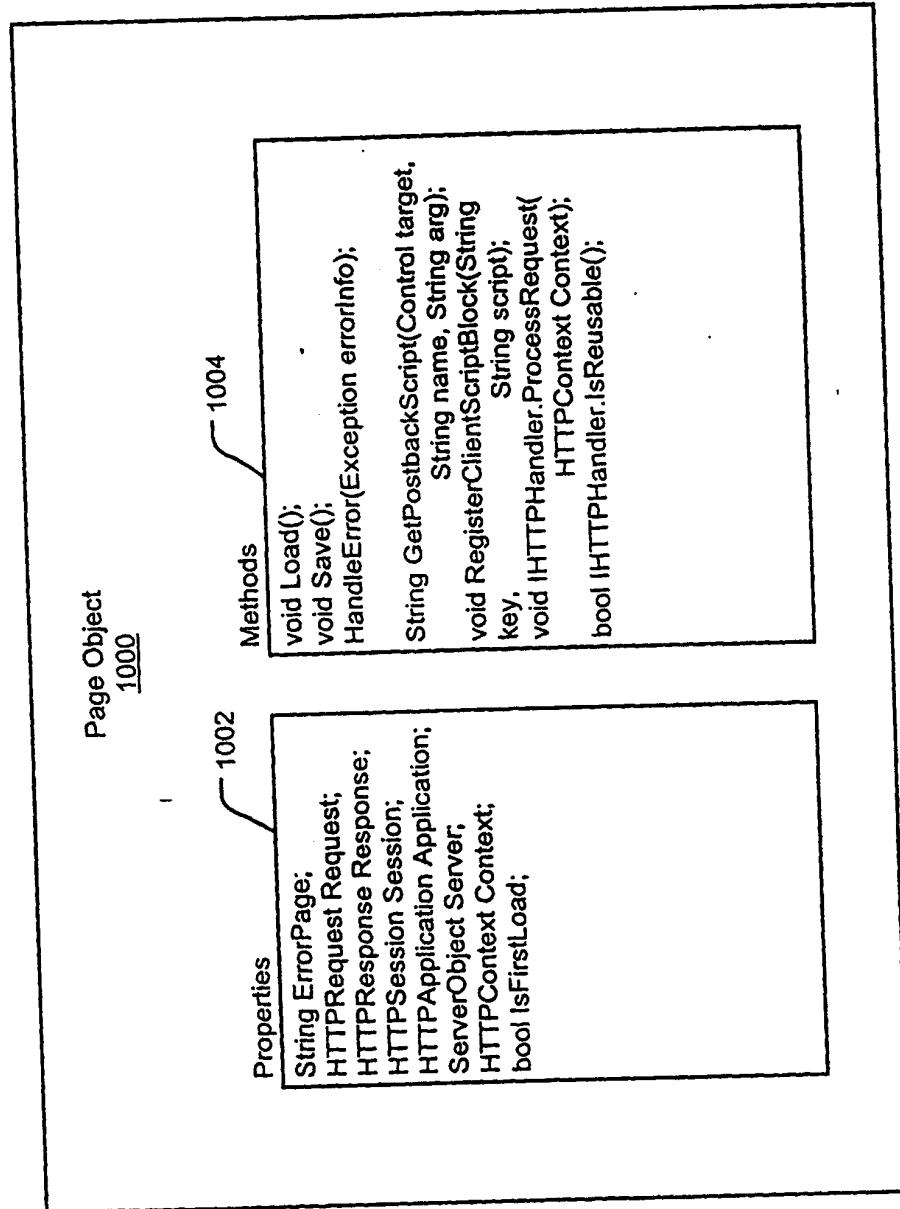 Page Object
1000
Properties
1002
String ErrorPage;
HTTPRequest Request;
HTTPResponse Response;
HTTPSession Session;
HTTPApplication Application;
ServerObject Server;
HTTPContext Context;
bool IsFirstLoad;
Methods
1004
void Load();
void Save();
HandleError(Exception errorInfo);
String GetPostbackScript(Control target,
String name, String arg);
void RegisterClientScriptBlock(String
key,
String script);
void IHTTPHandler.ProcessRequest(
HTTPContext Context);
bool IHTTPHandler.IsReusable();